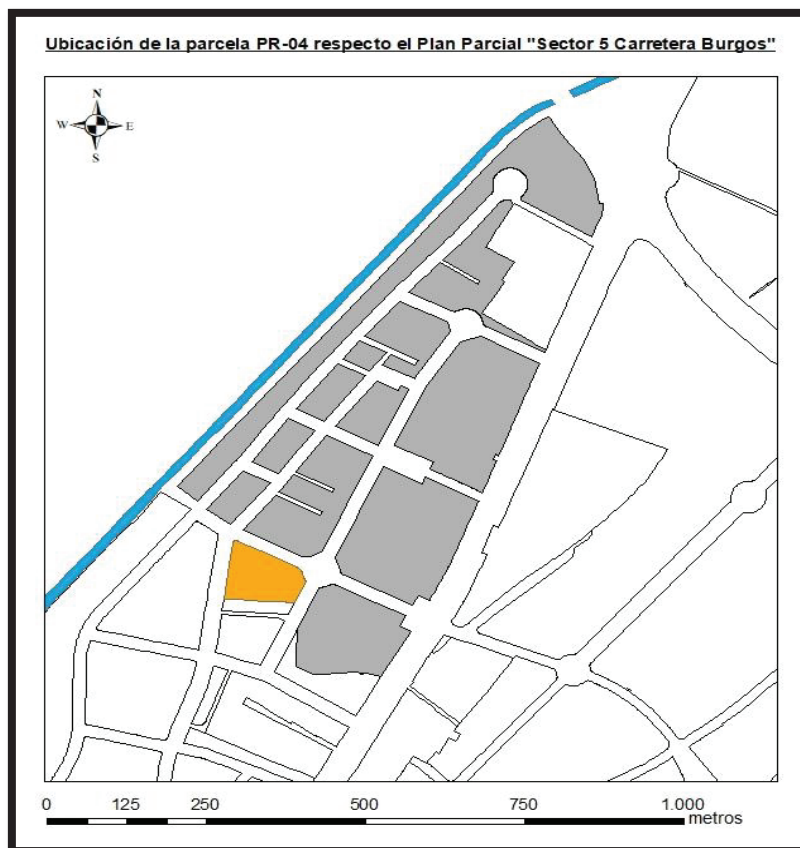 Ubicación de la parcela PR-04 respecto el Plan Parcial "Sector 5 Carretera Burgos"
N
W E
S
0 125 250 500 750 1.000
metros